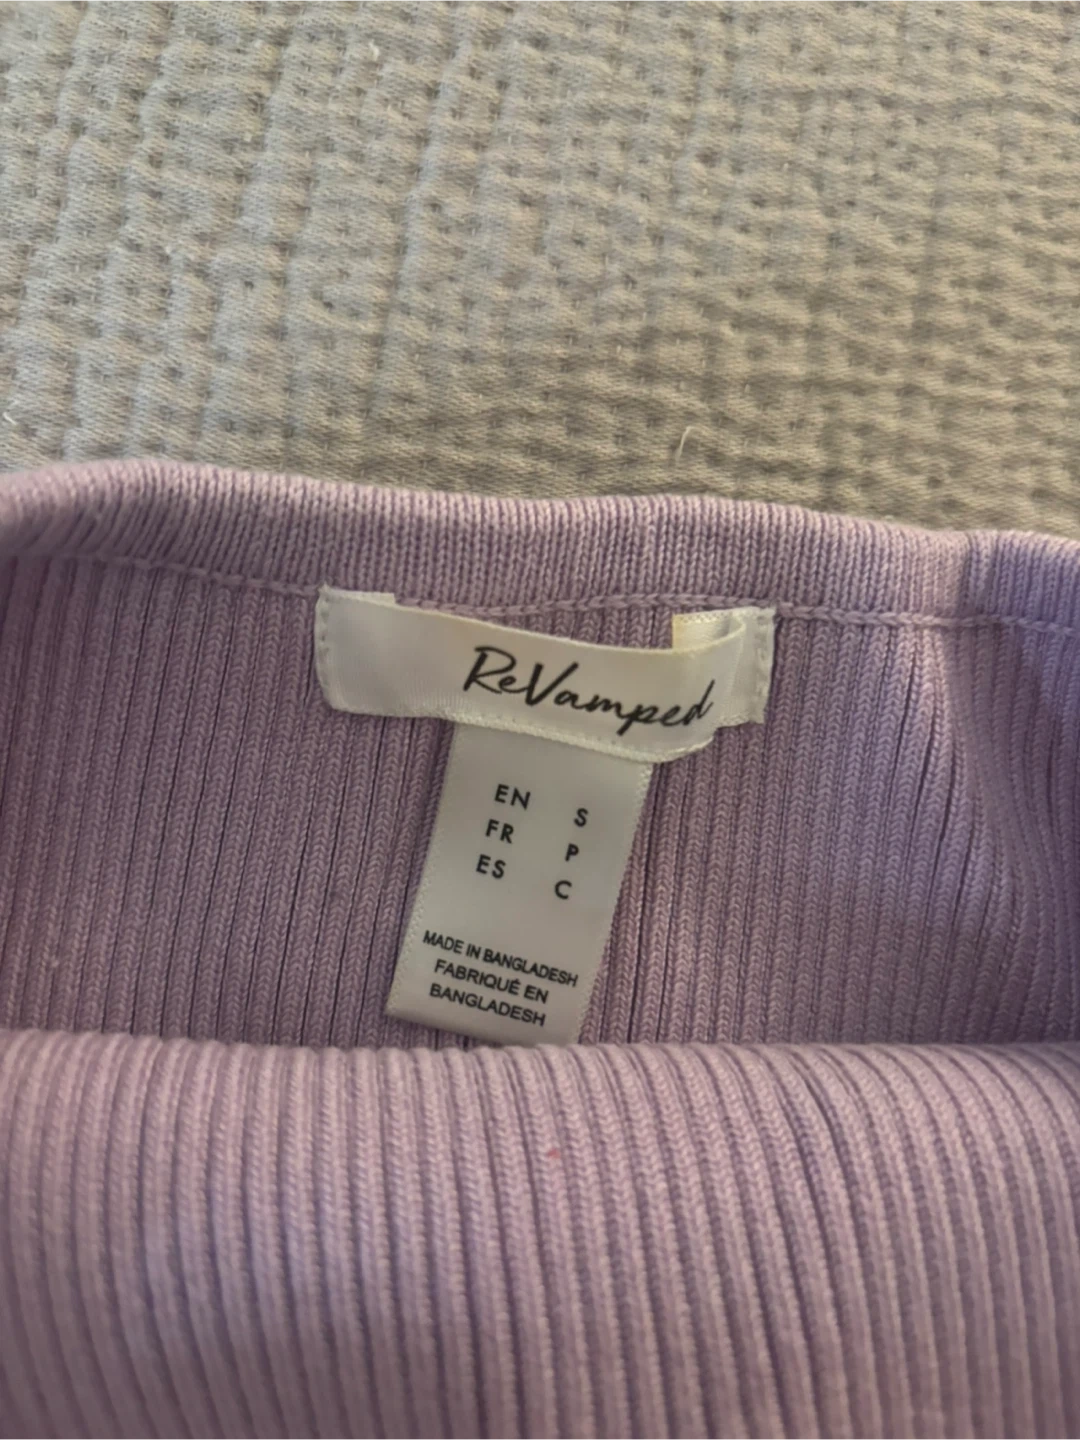 ReVamped
EN S
FR P
ES C
MADE IN BANGLADESH
FABRIQUÉ EN
BANGLADESH